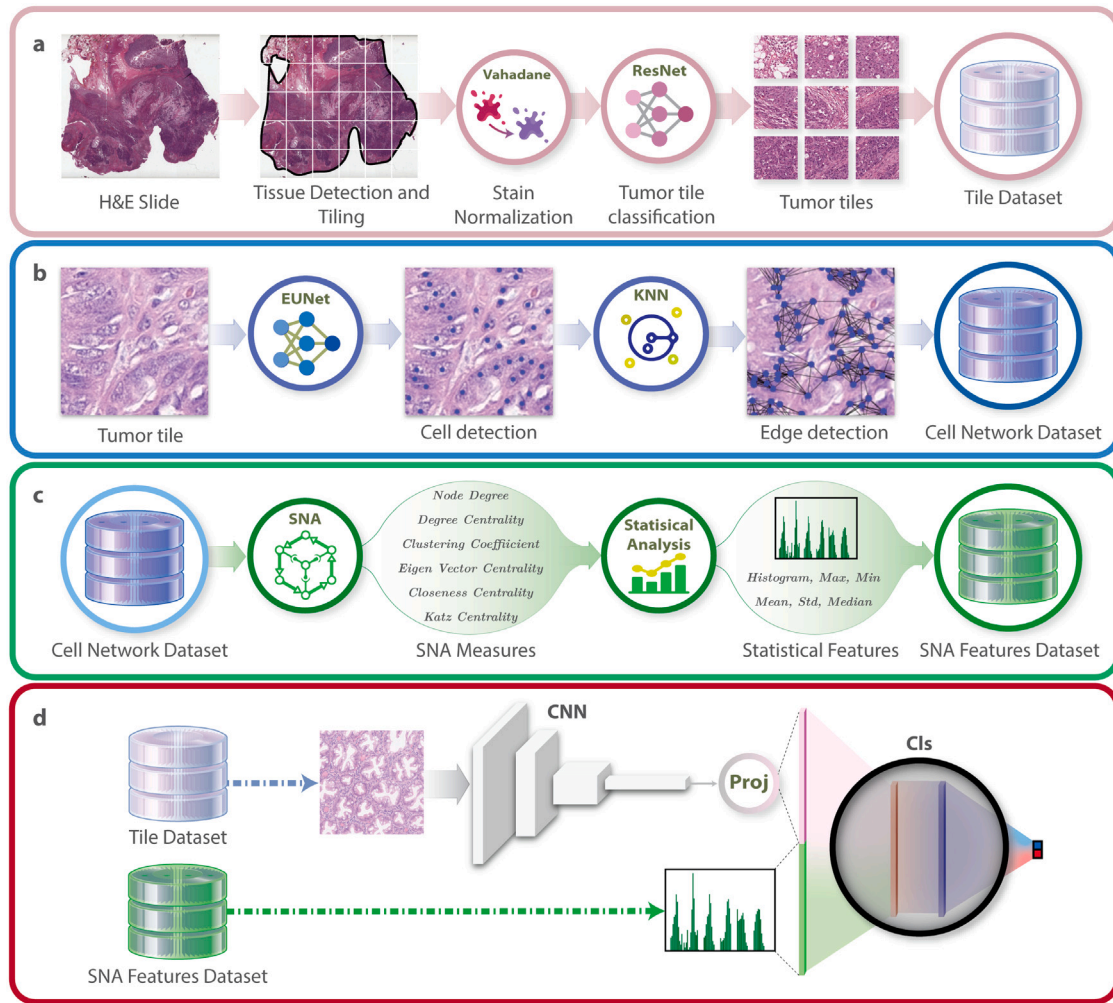 a
Vahadane
ResNet
H&E Slide
Tissue Detection and
Tiling
Stain
Normalization
Tumor tile
classification
Tumor tiles
Tile Dataset
b
EUNet
KNN
Tumor tile
Cell detection
Edge detection
Cell Network Dataset
c
SNA
Node Degree
Degree Centrality
Clustering Coeffiicient
Eigen Vector Centrality
Closeness Centrality
Katz Centrality
Statisical
Analysis
Histogram, Max, Min
Mean, Std, Median
Cell Network Dataset
SNA Measures
Statistical Features
SNA Features Dataset
d
CNN
Proj
Cls
Tile Dataset
SNA Features Dataset